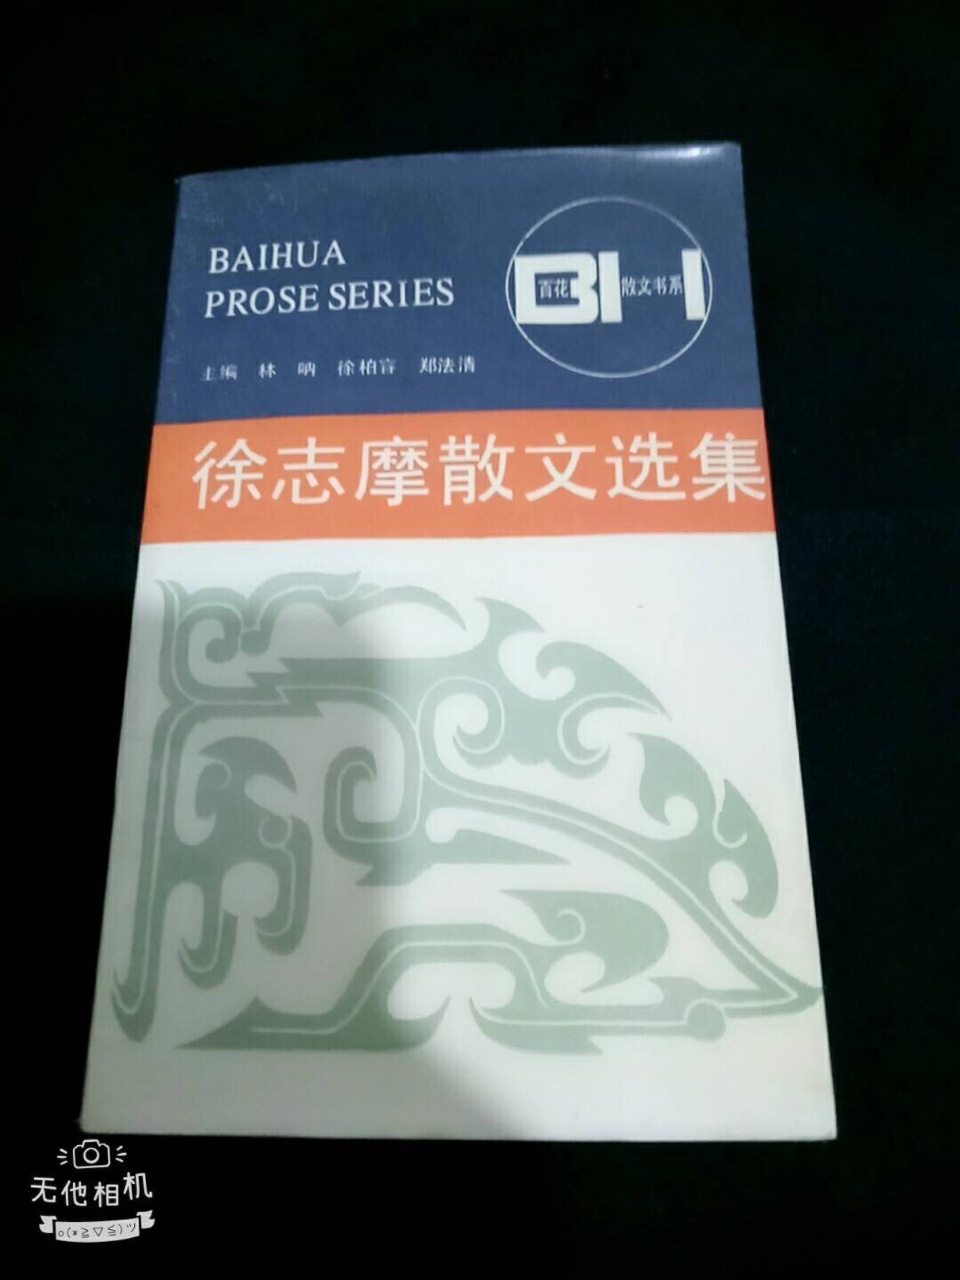 BAIHUA
PROSE SERIES
BH
百花
散文书系
主编 林 呐 徐柏容 郑法清
徐志摩散文选集
无他相机
o(*≧▽≦)ツ